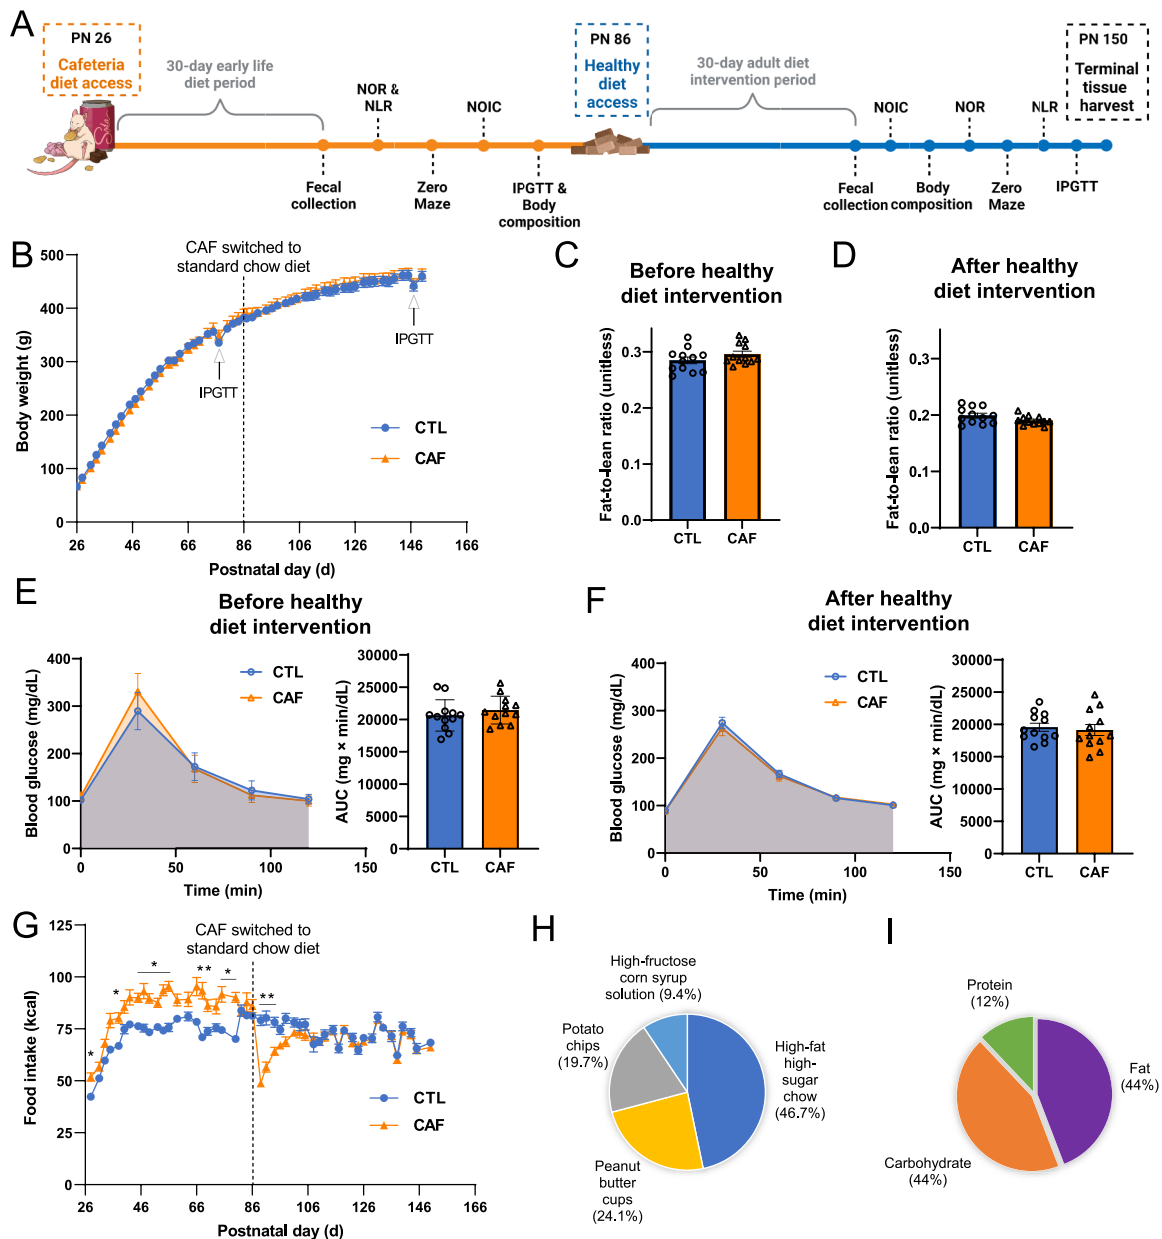 A
PN 26
Cafeteria
diet access
30-day early life
diet period
NOR &
NLR
NOIC
PN 86
Healthy
diet
access
30-day adult diet
intervention period
NOIC
NOR
NLR
PN 150
Terminal
tissue
harvest
Soda
Fecal
collection
Zero
Maze
IPGTT &
Body
composition
Fecal
collection
Body
composition
Zero
Maze
IPGTT
B
CAF switched to
standard chow diet
Body weight (g)
500
400
300
200
100
0
IPGTT
IPGTT
CTL
CAF
26
46
66
86
106
126
146
166
Postnatal day (d)
C
Before healthy
diet intervention
Fat-to-lean ratio (unitless)
0.3
0.2
0.1
0.0
CTL
CAF
D
After healthy
diet intervention
Fat-to-lean ratio (unitless)
0.3
0.2
0.1
0.0
CTL
CAF
E
Before healthy
diet intervention
Blood glucose (mg/dL)
400
300
200
100
0
CTL
CAF
0
50
100
150
Time (min)
AUC (mg × min/dL)
30000
25000
20000
15000
10000
5000
0
CTL
CAF
F
After healthy
diet intervention
Blood glucose (mg/dL)
400
300
200
100
0
CTL
CAF
0
50
100
150
Time (min)
AUC (mg × min/dL)
30000
25000
20000
15000
10000
5000
0
CTL
CAF
G
CAF switched to
standard chow diet
Food intake (kcal)
125
100
75
50
25
0
*
*
*
**
*
**
CTL
CAF
26
46
66
86
106
126
146
166
Postnatal day (d)
H
High-fructose
corn syrup
solution (9.4%)
Potato
chips
(19.7%)
High-fat
high-
sugar
chow
(46.7%)
Peanut
butter
cups
(24.1%)
I
Protein
(12%)
Fat
(44%)
Carbohydrate
(44%)